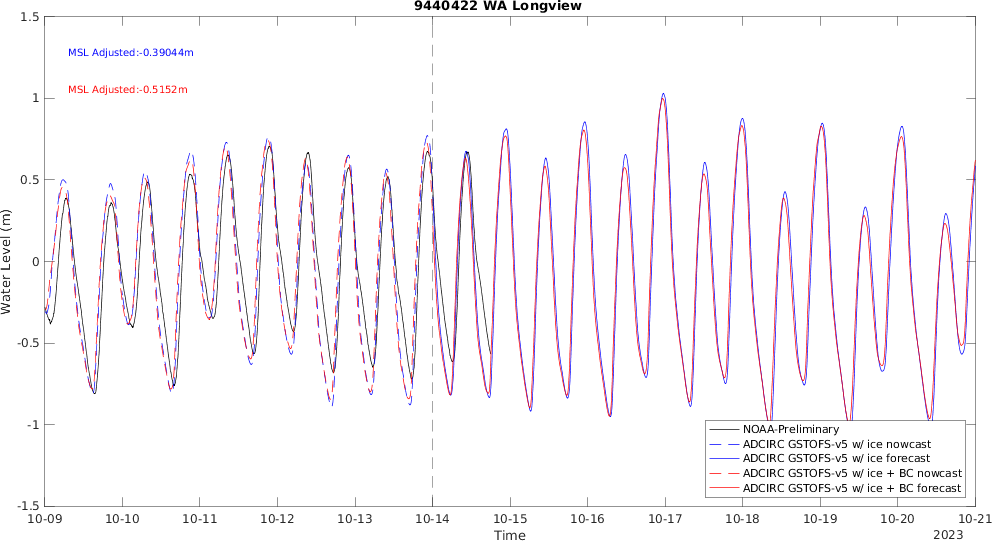 9440422 WA Longview
MSL Adjusted:-0.39044m
MSL Adjusted:-0.5152m
Water Level (m)
1.5
1
0.5
0
-0.5
-1
-1.5
NOAA-Preliminary
ADCIRC GSTOFS-v5 w/ ice nowcast
ADCIRC GSTOFS-v5 w/ ice forecast
ADCIRC GSTOFS-v5 w/ ice + BC nowcast
ADCIRC GSTOFS-v5 w/ ice + BC forecast
10-09 10-10 10-11 10-12 10-13 10-14 10-15 10-16 10-17 10-18 10-19 10-20 10-21
Time
2023